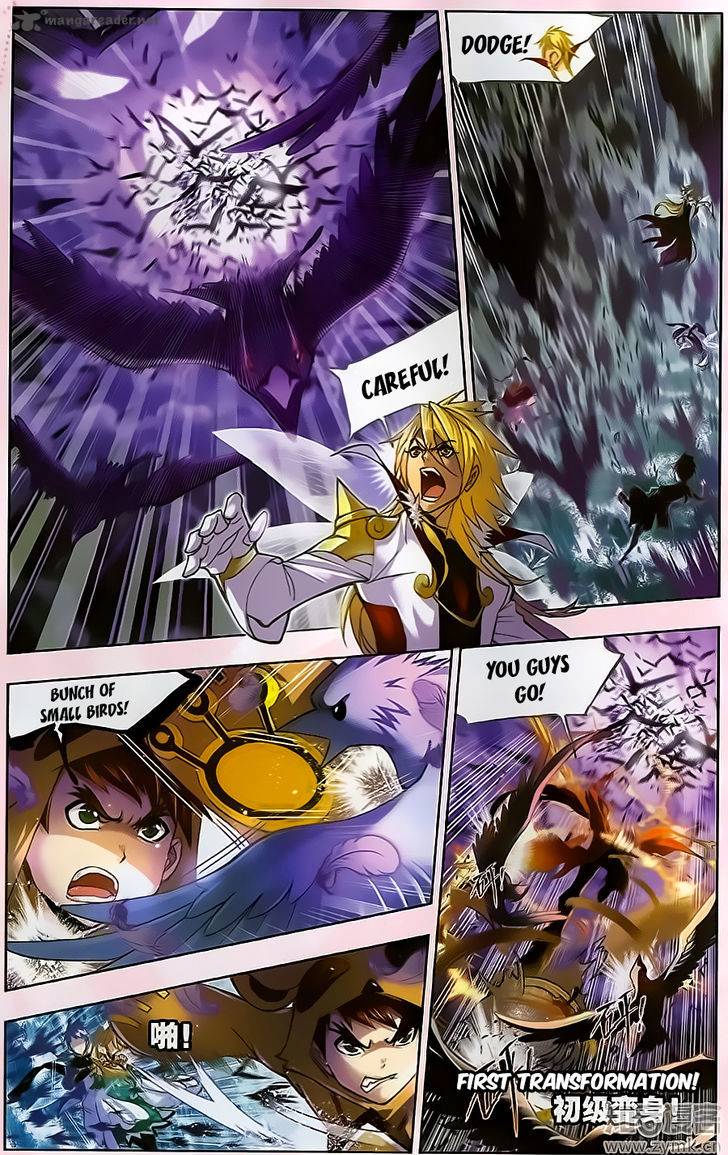 mangareader.net
DODGE!
CAREFUL!
BUNCH OF
SMALL BIRDS!
YOU GUYS
GO!
啪!
FIRST TRANSFORMATION!
初级变身!
www.zymk.cn